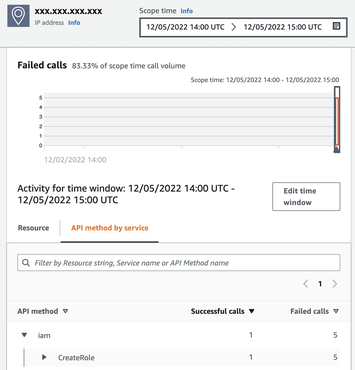 xxx.xxx.xxx.xxx
IP address Info
Scope time Info
12/05/2022 14:00 UTC > 12/05/2022 15:00 UTC
Failed calls 83.33% of scope time call volume
Scope time: 12/05/2022 14:00 - 12/05/2022 15:00
5
4
3
2
1
0
12/02/2022 14:00
Activity for time window: 12/05/2022 14:00 UTC -
12/05/2022 15:00 UTC
Edit time
window
Resource API method by service
Filter by Resource string, Service name or API Method name
1
API method Successful calls Failed calls
iam 1 5
CreateRole 1 5